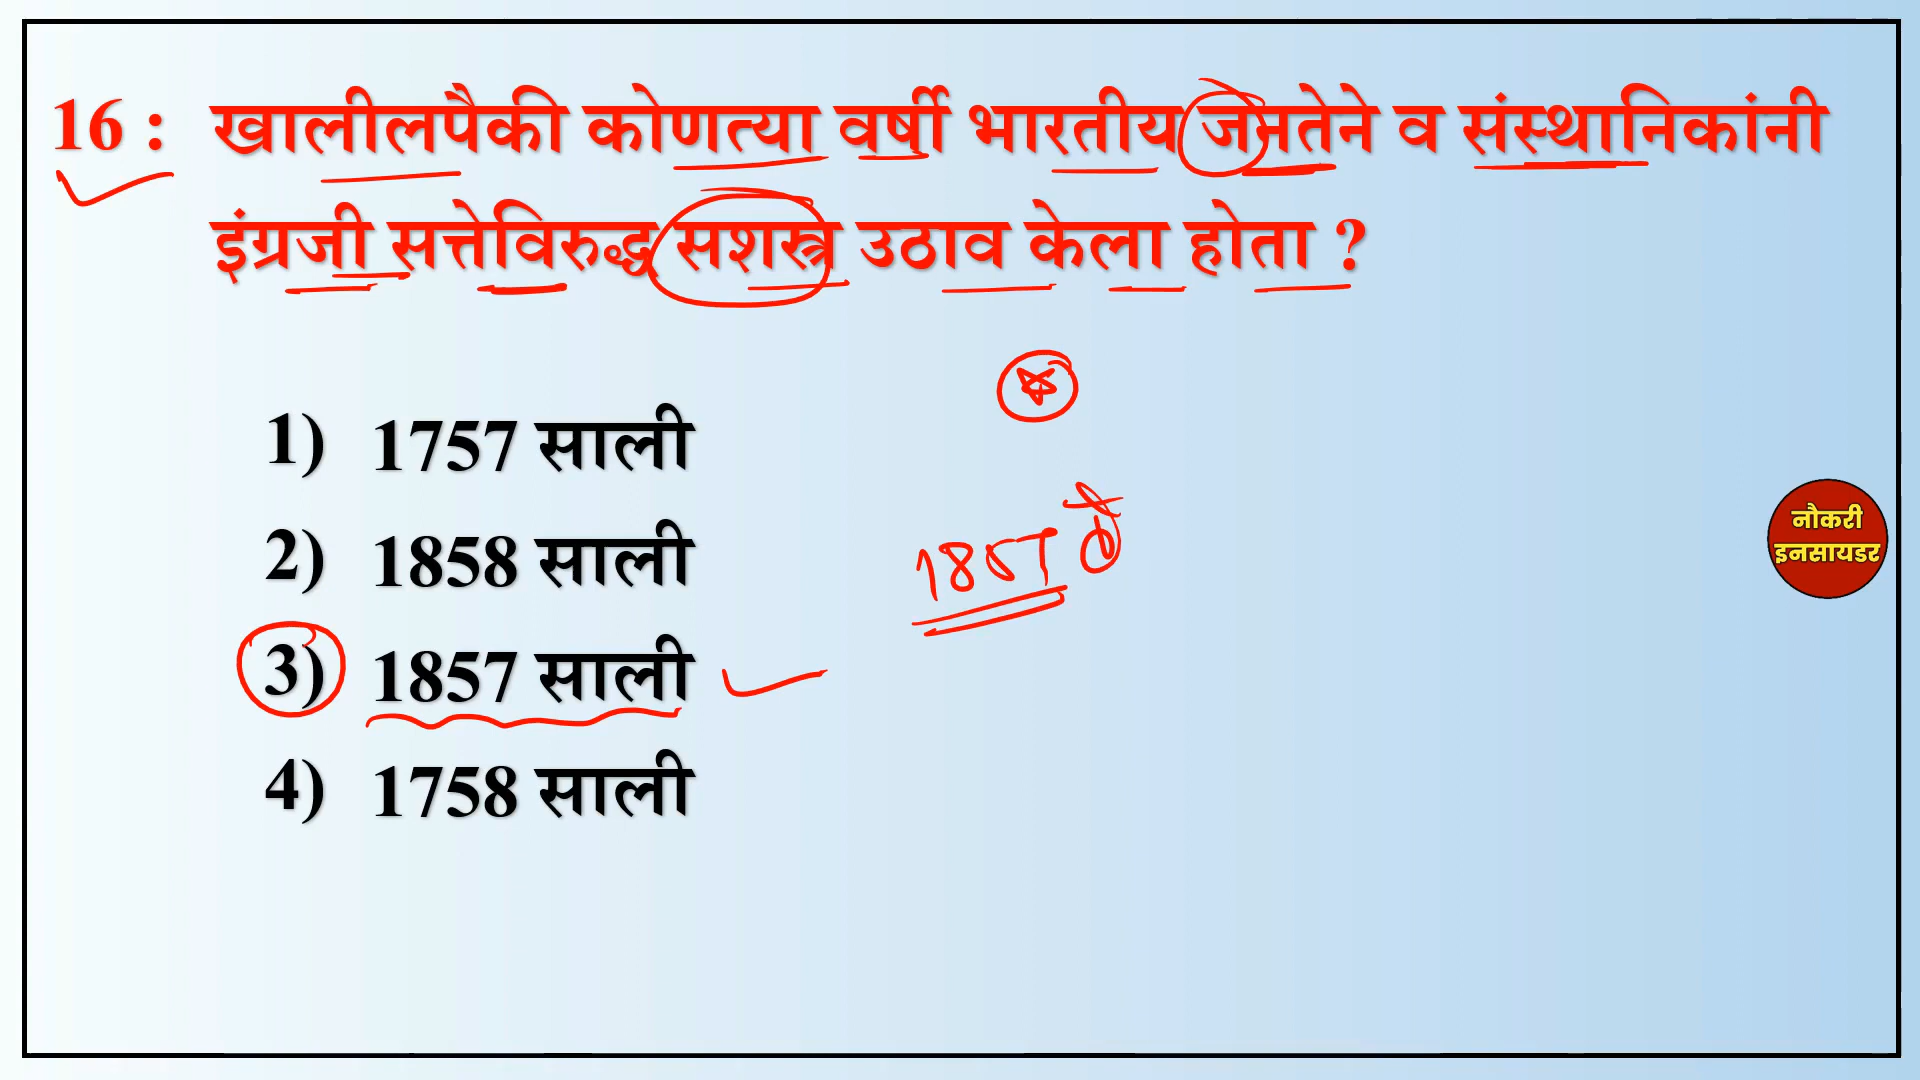 16 : खालीलपैकी कोणत्या वर्षी भारतीय जनतेने व संस्थानिकांनी
इंग्रजी सत्तेविरुद्ध सशस्त्र उठाव केला होता ?
1) 1757 साली
2) 1858 साली
3) 1857 साली
4) 1758 साली
1857
नौकरी
इनसायडर